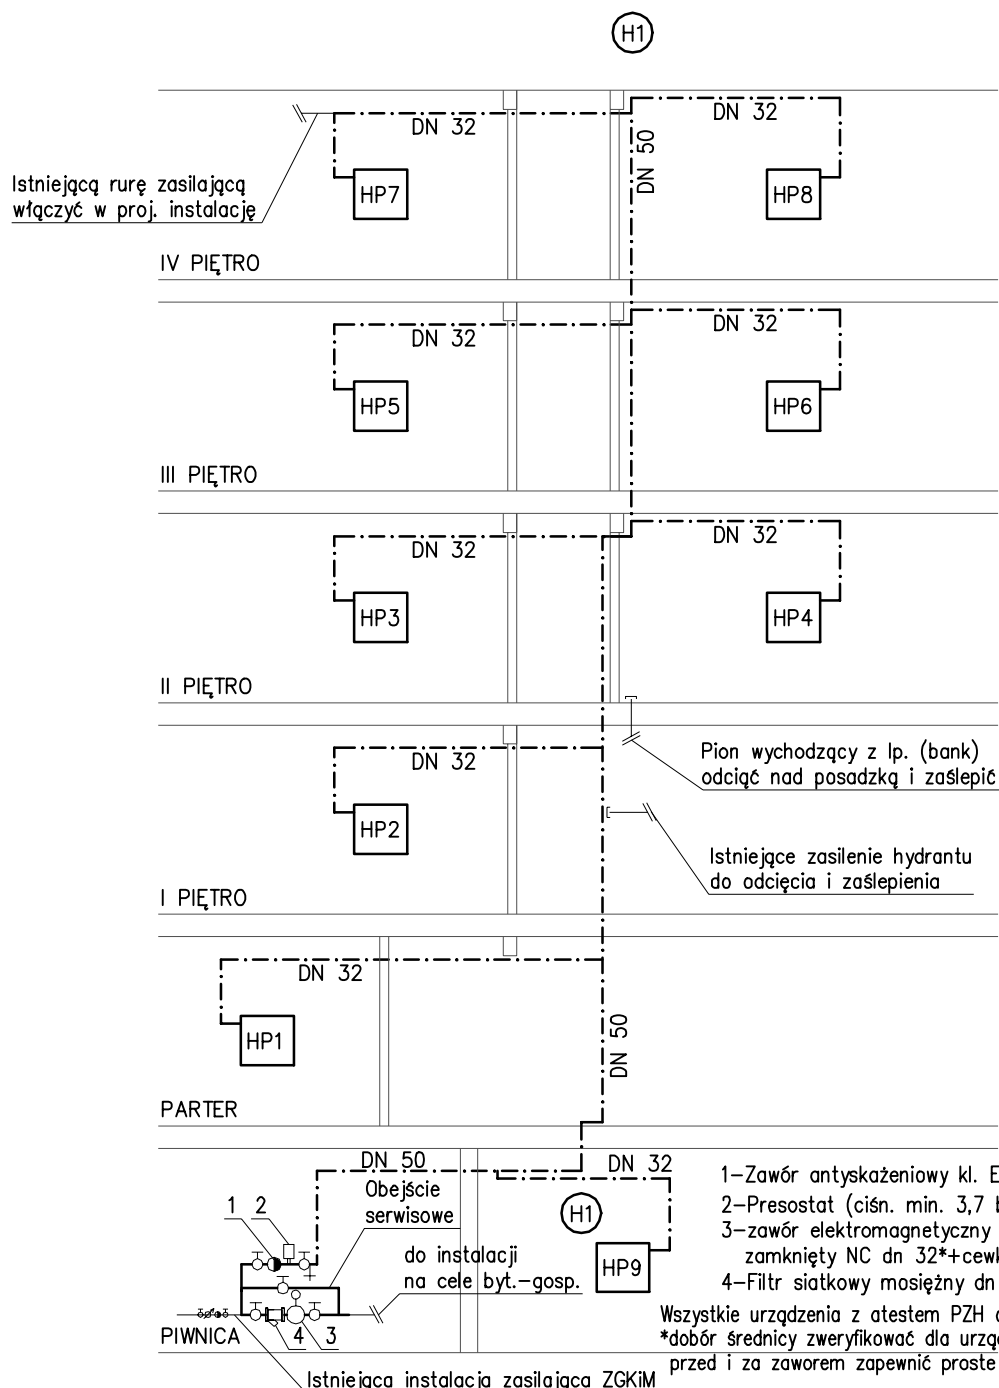 H1
DN 32
DN 32
DN 50
Istniejącą rurę zasilającą
włączyć w proj. instalację
HP7
HP8
IV PIĘTRO
DN 32
DN 32
HP5
HP6
III PIĘTRO
DN 32
DN 32
HP3
HP4
II PIĘTRO
DN 32
Pion wychodzący z Ip. (bank)
odciąć nad posadzką i zaślepić
HP2
Istniejące zasilenie hydrantu
do odcięcia i zaślepienia
I PIĘTRO
DN 32
HP1
DN 50
PARTER
DN 50
DN 32
1-Zawór antyskażeniowy kl. E
Obejście
serwisowe
1 2
H1
2-Presostat (ciśn. min. 3,7
3-zawór elektromagnetyczny
do instalacji
na cele byt.-gosp.
zamknięty NC dn 32*+cewk
HP9
4-Filtr siatkowy mosiężny dn
Wszystkie urządzenia z atestem PZH
PIWNICA
4 3
*dobór średnicy zweryfikować dla
przed i za zaworem zapewnić proste
Istniejąca instalacja zasilająca ZGKiM